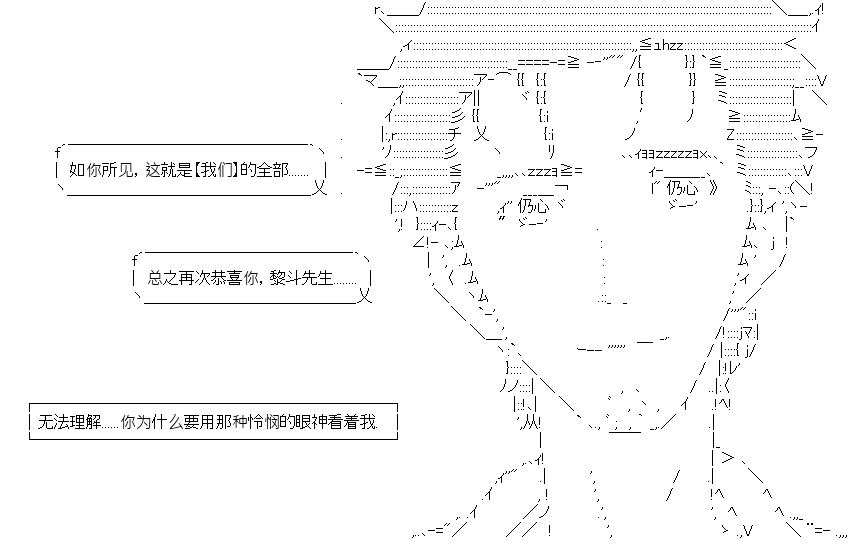 如你所见，这就是【我们】的全部……
总之再次恭喜你，黎斗先生........
无法理解……你为什么要用那种怜悯的眼神看着我.